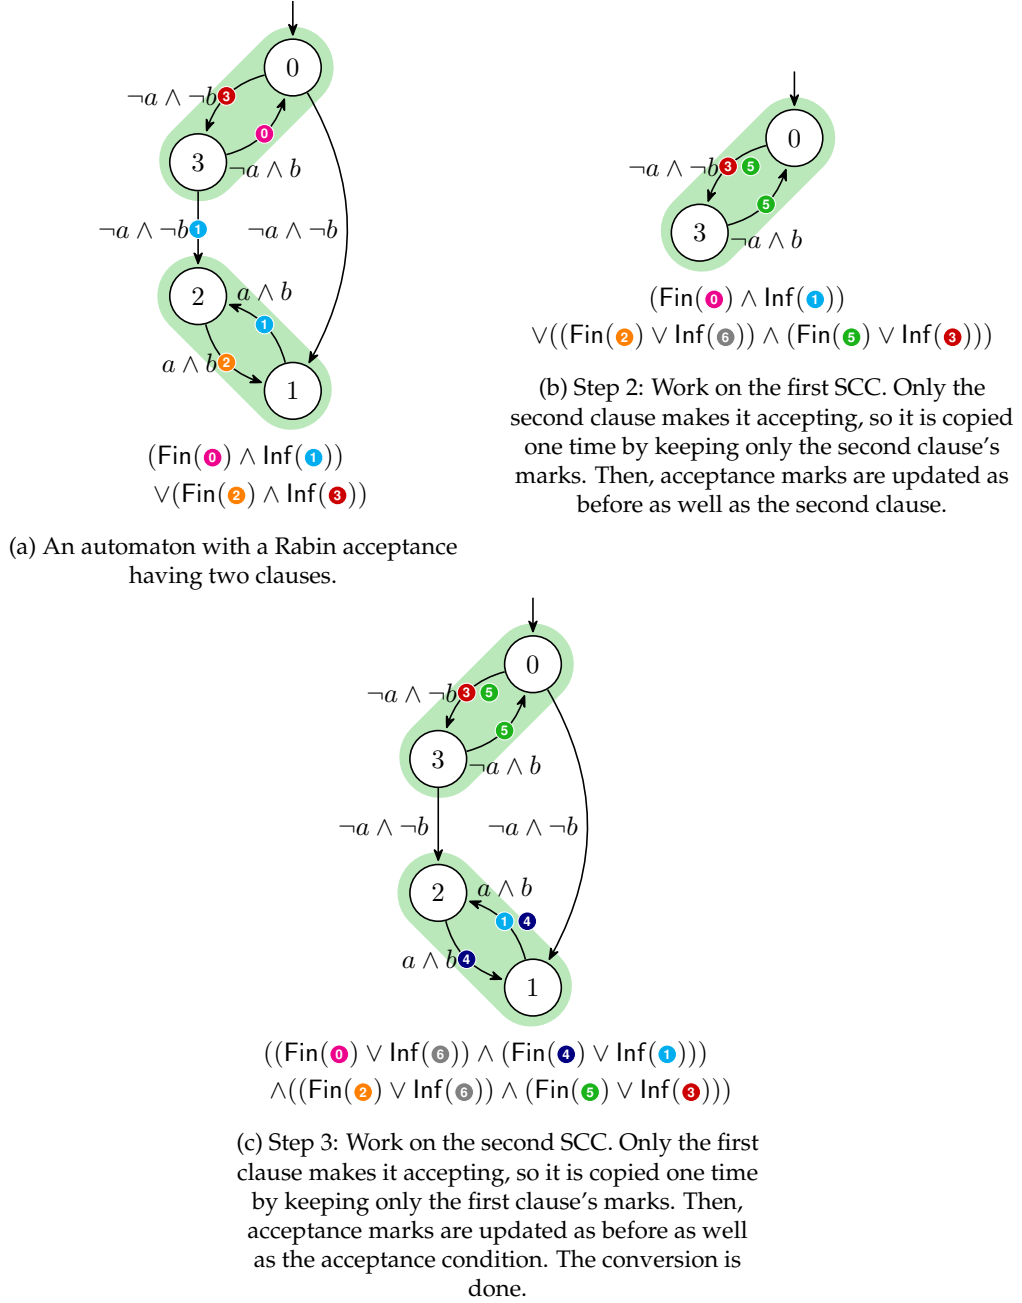 0
¬a ∧ ¬b 3
0
3
¬a ∧ b
¬a ∧ ¬b 1
¬a ∧ ¬b
2
a ∧ b
1
a ∧ b 2
1
(Fin(0) ∧ Inf(1))
∨(Fin(2) ∧ Inf(3))
(a) An automaton with a Rabin acceptance
having two clauses.
0
¬a ∧ ¬b 3 5
5
3
¬a ∧ b
(Fin(0) ∧ Inf(1))
∨((Fin(2) ∨ Inf(6)) ∧ (Fin(5) ∨ Inf(3)))
(b) Step 2: Work on the first SCC. Only the
second clause makes it accepting, so it is copied
one time by keeping only the second clause's
marks. Then, acceptance marks are updated as
before as well as the second clause.
0
¬a ∧ ¬b 3 5
5
3
¬a ∧ b
¬a ∧ ¬b
¬a ∧ ¬b
2
a ∧ b
1 4
a ∧ b 4
1
((Fin(0) ∨ Inf(6)) ∧ (Fin(4) ∨ Inf(1)))
∧((Fin(2) ∨ Inf(6)) ∧ (Fin(5) ∨ Inf(3)))
(c) Step 3: Work on the second SCC. Only the first
clause makes it accepting, so it is copied one time
by keeping only the first clause's marks. Then,
acceptance marks are updated as before as well
as the acceptance condition. The conversion is
done.